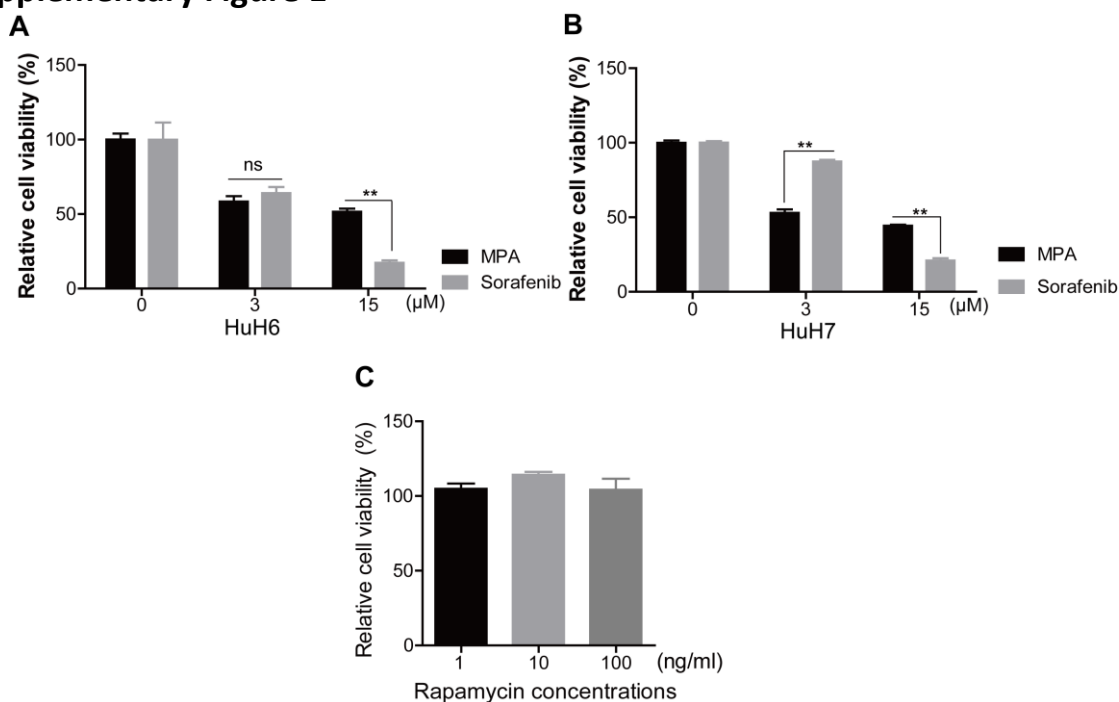 A
Relative cell viability (%)
150
100
50
0
ns
**
0 3 15 (µM)
HuH6
MPA
Sorafenib
B
Relative cell viability (%)
150
100
50
0
**
**
0 3 15 (µM)
HuH7
MPA
Sorafenib
C
Relative cell viability (%)
150
100
50
0
1 10 100 (ng/ml)
Rapamycin concentrations